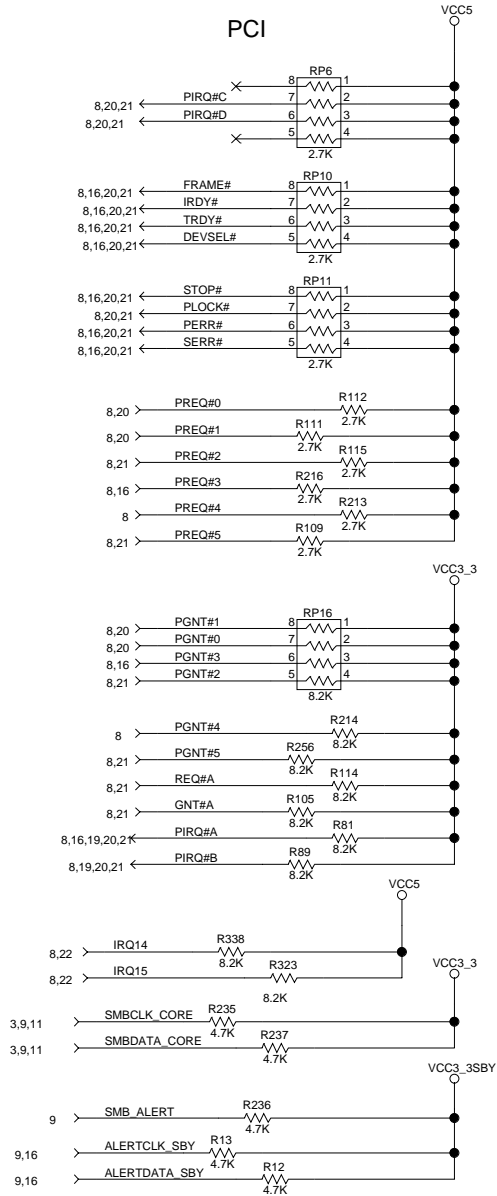 VCC5
PCI
RP6
8 1
8,20,21 PIRQ#C 7 2
8,20,21 PIRQ#D 6 3
5 4
2.7K
RP10
8,16,20,21 FRAME# 8 1
8,16,20,21 IRDY# 7 2
8,16,20,21 TRDY# 6 3
8,16,20,21 DEVSEL# 5 4
2.7K
RP11
8,16,20,21 STOP# 8 1
8,20,21 PLOCK# 7 2
8,16,20,21 PERR# 6 3
8,16,20,21 SERR# 5 4
2.7K
8,20 PREQ#0 R112
2.7K
8,20 PREQ#1 R111
2.7K
8,21 PREQ#2 R115
2.7K
8,16 PREQ#3 R216
2.7K
8 PREQ#4 R213
2.7K
8,21 PREQ#5 R109
2.7K
VCC3_3
RP16
8,20 PGNT#1 8 1
8,20 PGNT#0 7 2
8,16 PGNT#3 6 3
8,21 PGNT#2 5 4
8.2K
8 PGNT#4 R214
8.2K
8,21 PGNT#5 R256
8.2K
8,21 REQ#A R114
8.2K
8,21 GNT#A R105
8.2K
8,16,19,20,21 PIRQ#A R81
8.2K
8,19,20,21 PIRQ#B R89
8.2K
VCC5
8,22 IRQ14 R338
8.2K
8,22 IRQ15 R323
8.2K
VCC3_3
3,9,11 SMBCLK_CORE R235
4.7K
3,9,11 SMBDATA_CORE R237
4.7K
VCC3_3SBY
9 SMB_ALERT R236
4.7K
9,16 ALERTCLK_SBY R13
4.7K
9,16 ALERTDATA_SBY R12
4.7K